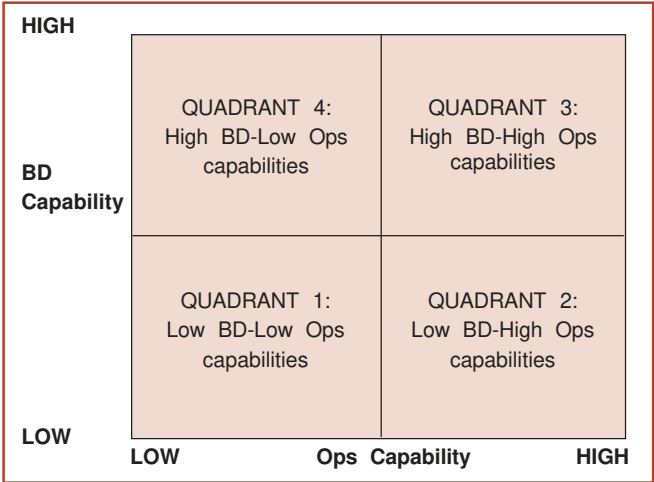 HIGH
QUADRANT 4:
High BD-Low Ops
capabilities
QUADRANT 3:
High BD-High Ops
capabilities
BD
Capability
QUADRANT 1:
Low BD-Low Ops
capabilities
QUADRANT 2:
Low BD-High Ops
capabilities
LOW
LOW Ops Capability HIGH